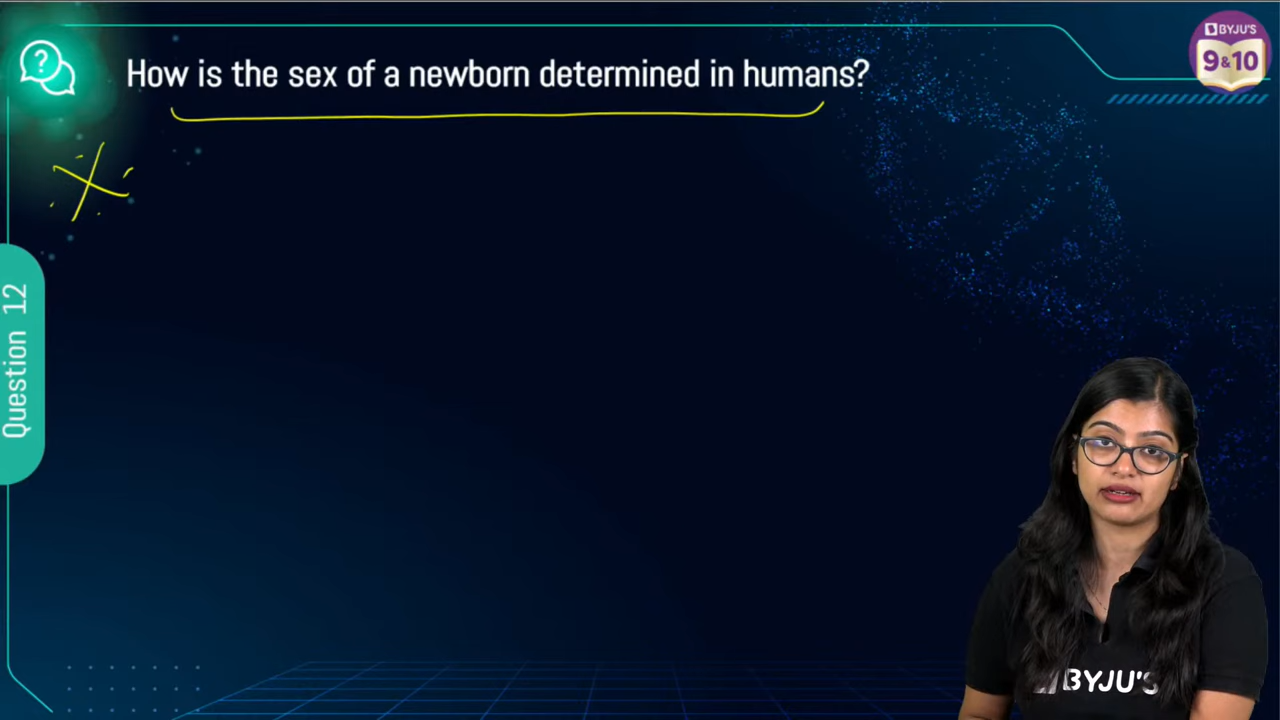 How is the sex of a newborn determined in humans?
BYJU'S
9&10
Question 12
BYJU'S